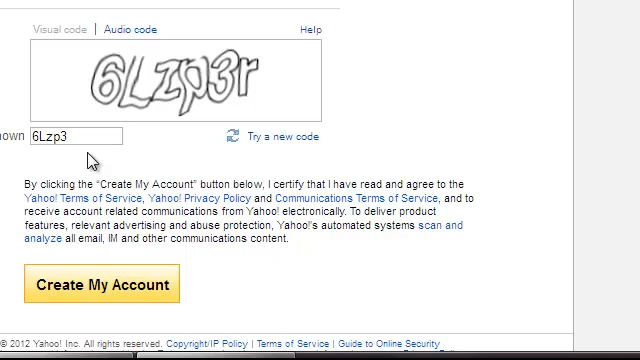 Visual code | Audio code Help
6Lzp3r
nown 6Lzp3 Try a new code
By clicking the “Create My Account” button below, I certify that I have read and agree to the
Yahoo! Terms of Service, Yahoo! Privacy Policy and Communications Terms of Service, and to
receive account related communications from Yahoo! electronically. To deliver product
features, relevant advertising and abuse protection, Yahoo!'s automated systems scan and
analyze all email, IM and other communications content.
Create My Account
© 2012 Yahoo! Inc. All rights reserved. Copyright/IP Policy | Terms of Service | Guide to Online Security